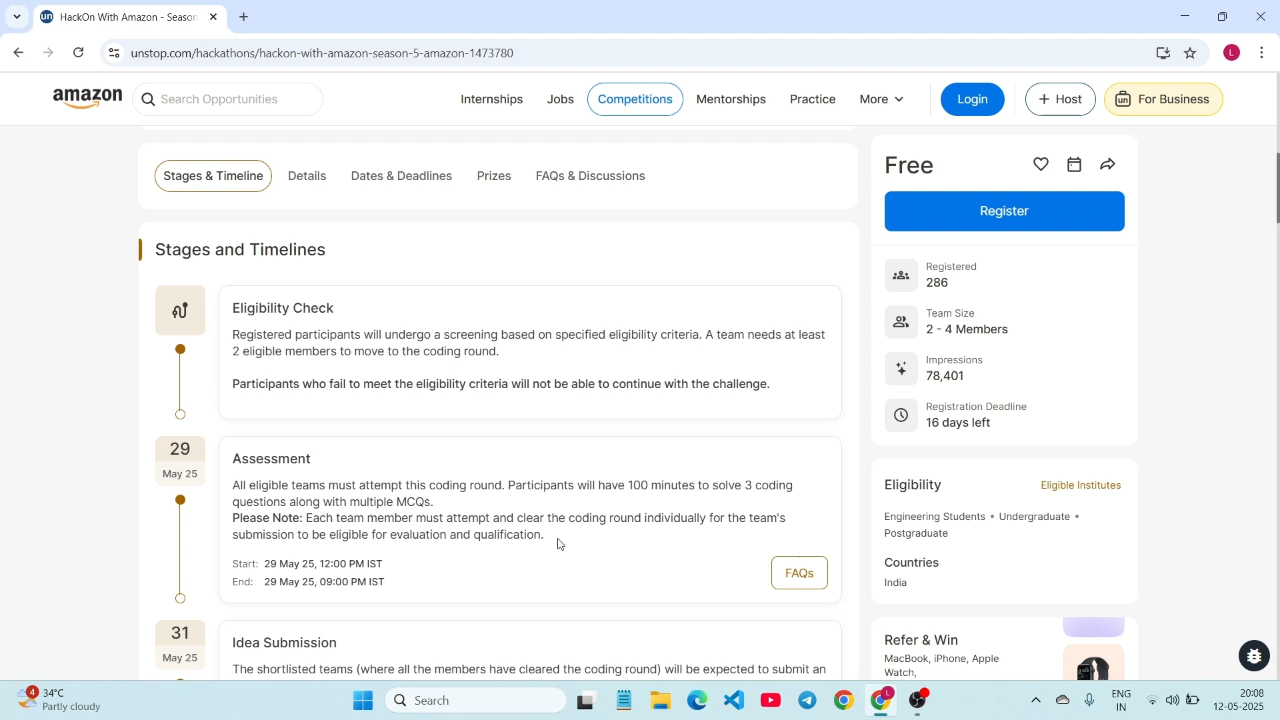 un HackOn With Amazon - Season
unstop.com/hackathons/hackon-with-amazon-season-5-amazon-1473780
L
amazon
Search Opportunities
Internships
Jobs
Competitions
Mentorships
Practice
More
Login
+ Host
un For Business
Stages & Timeline
Details
Dates & Deadlines
Prizes
FAQs & Discussions
Stages and Timelines
Eligibility Check
Registered participants will undergo a screening based on specified eligibility criteria. A team needs at least
2 eligible members to move to the coding round.
Participants who fail to meet the eligibility criteria will not be able to continue with the challenge.
29
May 25
Assessment
All eligible teams must attempt this coding round. Participants will have 100 minutes to solve 3 coding
questions along with multiple MCQs.
Please Note: Each team member must attempt and clear the coding round individually for the team's
submission to be eligible for evaluation and qualification.
Start: 29 May 25, 12:00 PM IST
End: 29 May 25, 09:00 PM IST
FAQs
31
May 25
Idea Submission
The shortlisted teams (where all the members have cleared the coding round) will be expected to submit an
Free
Register
Registered
286
Team Size
2 - 4 Members
Impressions
78,401
Registration Deadline
16 days left
Eligibility
Eligible Institutes
Engineering Students • Undergraduate •
Postgraduate
Countries
India
Refer & Win
MacBook, iPhone, Apple
Watch,
4
34°C
Partly cloudy
Search
L
ENG
IN
20:08
12-05-2025